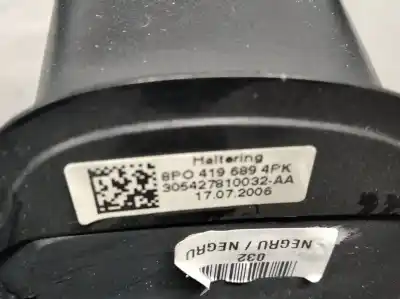 Haltering
8P0 419 689 4PK
305427810032-AA
17.07.2006
032
NEGRU / NEGRU